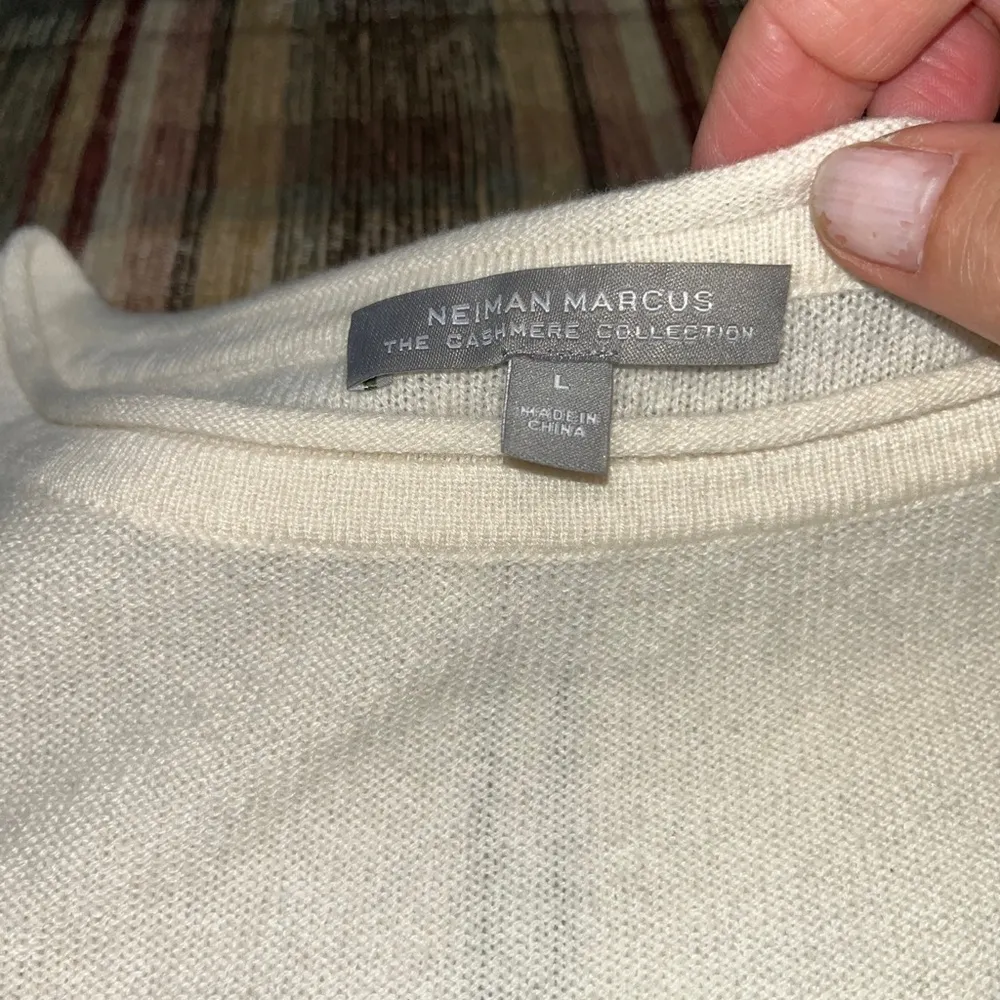 NEIMAN MARCUS
THE CASHMERE COLLECTION
L
MADE IN
CHINA